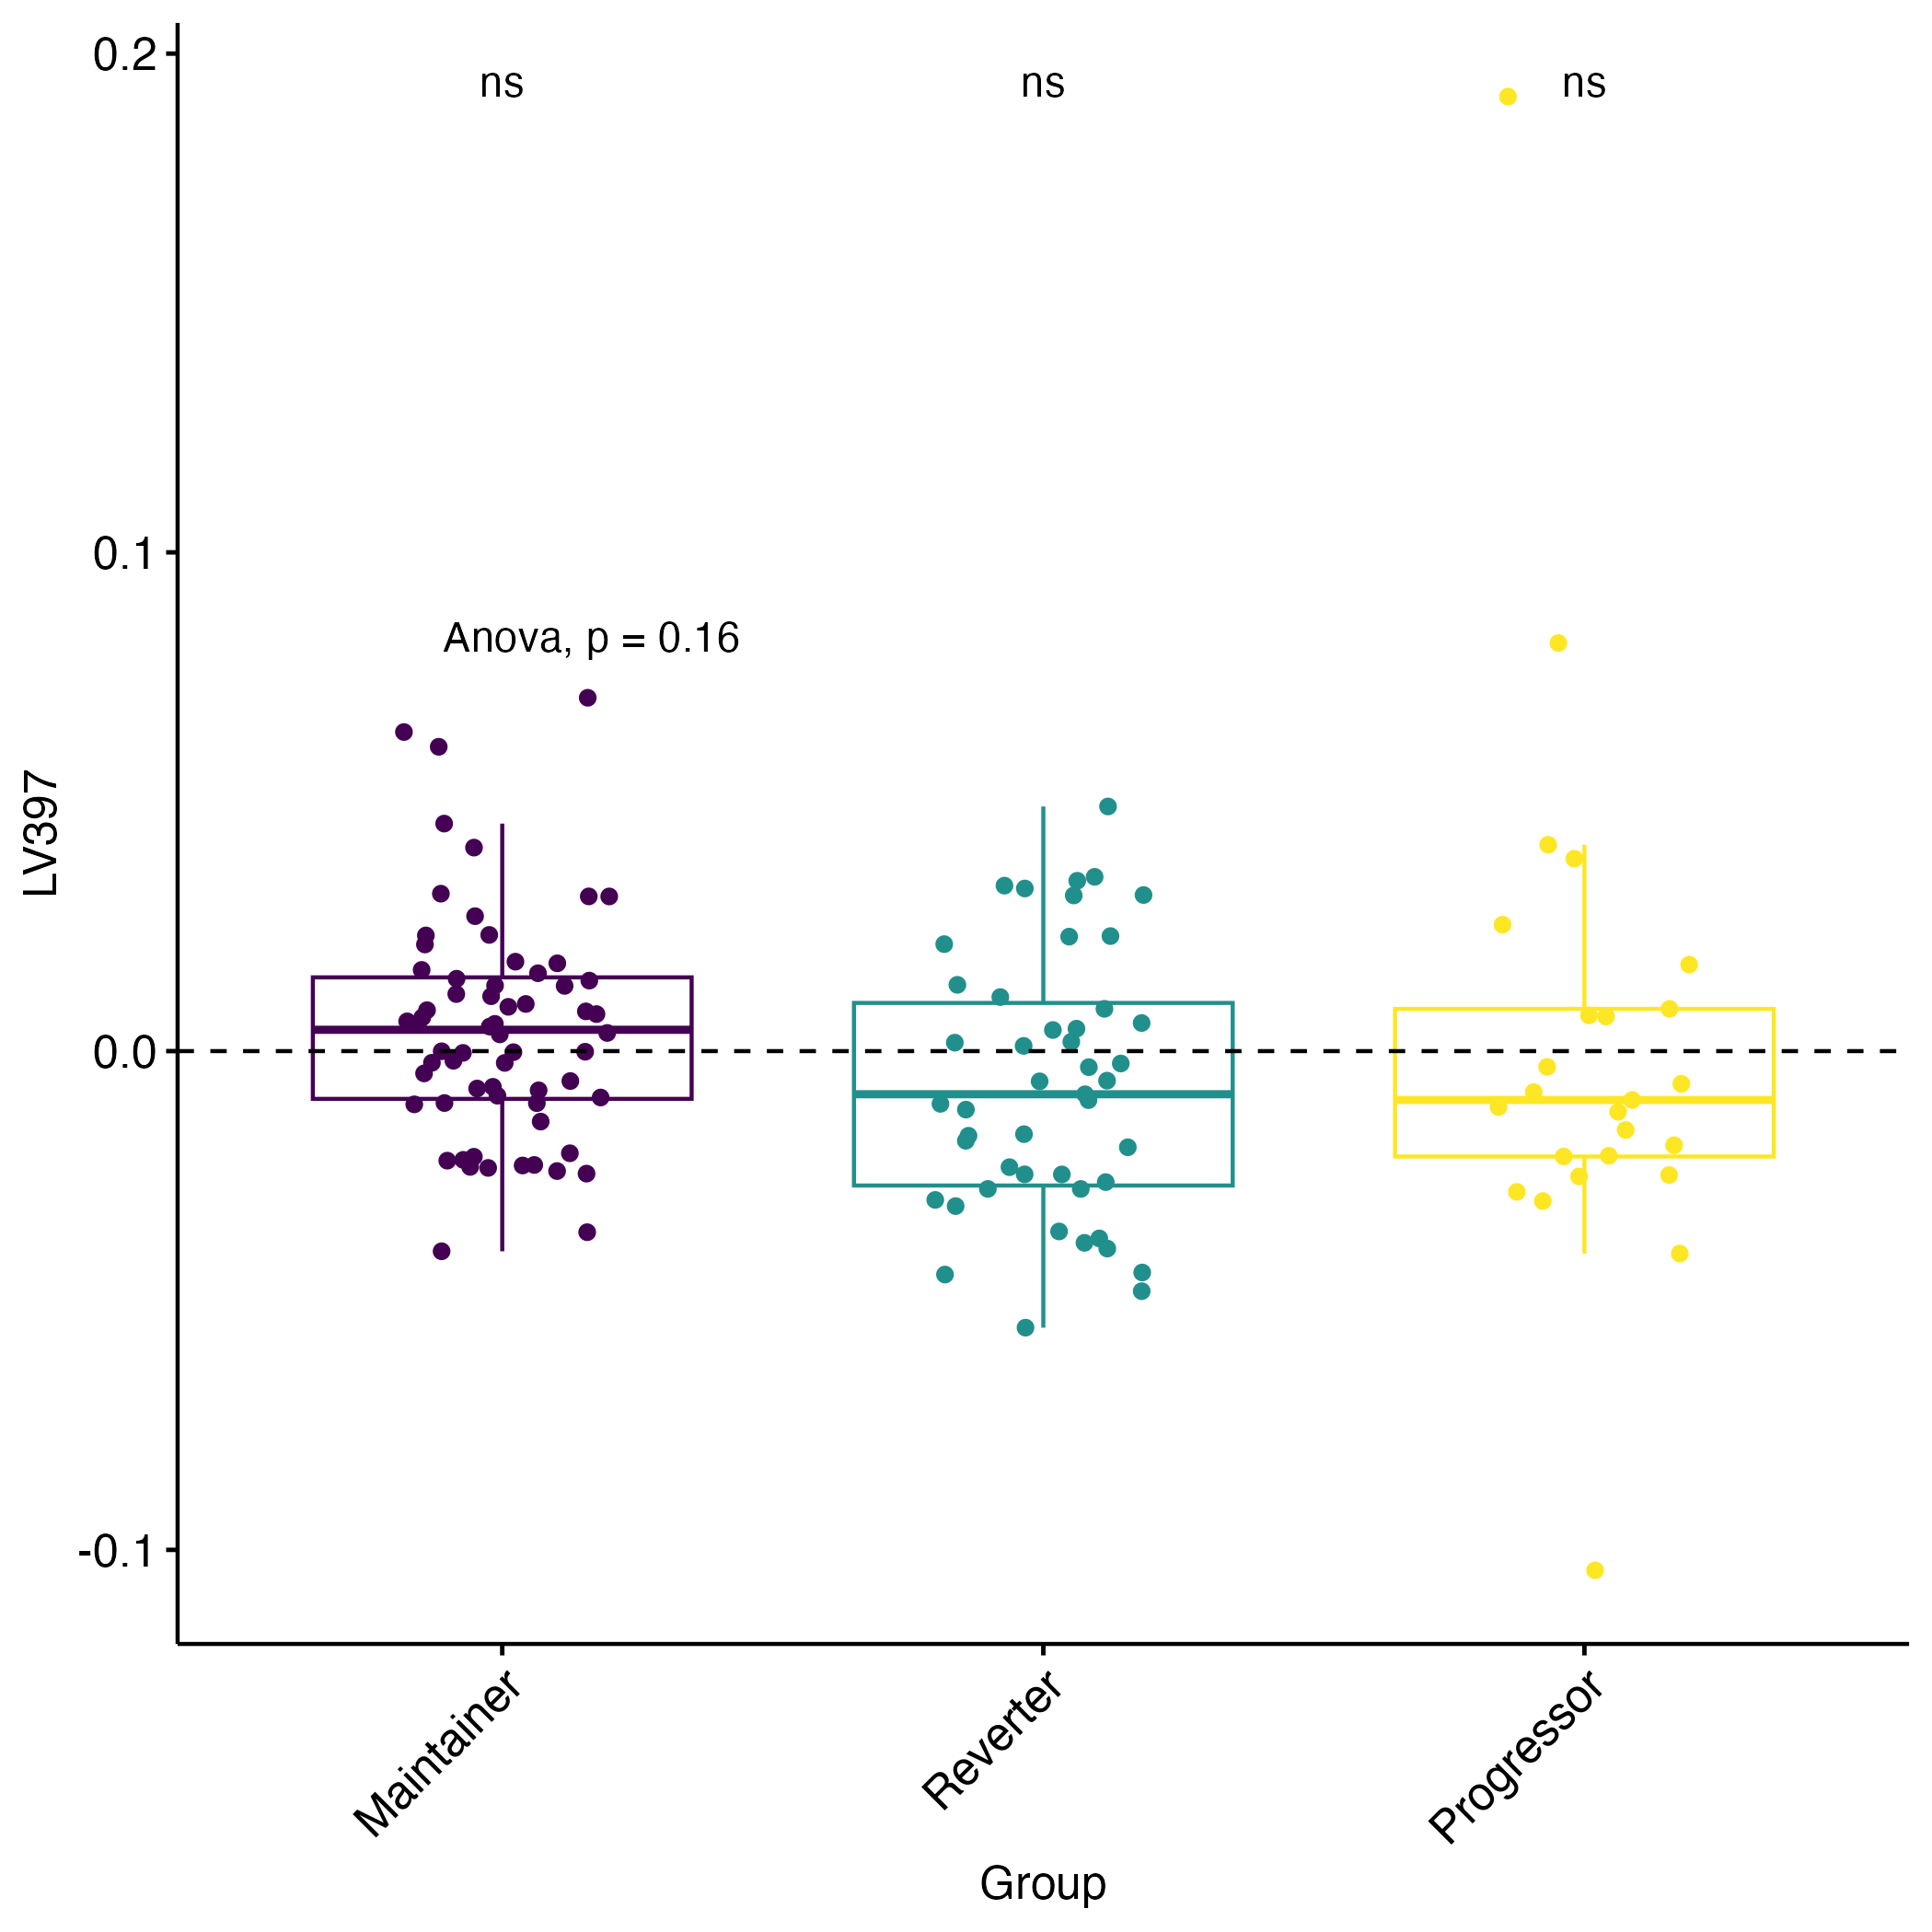 0.2
ns
ns
ns
0.1
Anova, p = 0.16
LV397
0.0
-0.1
Maintainer
Reverter
Progressor
Group